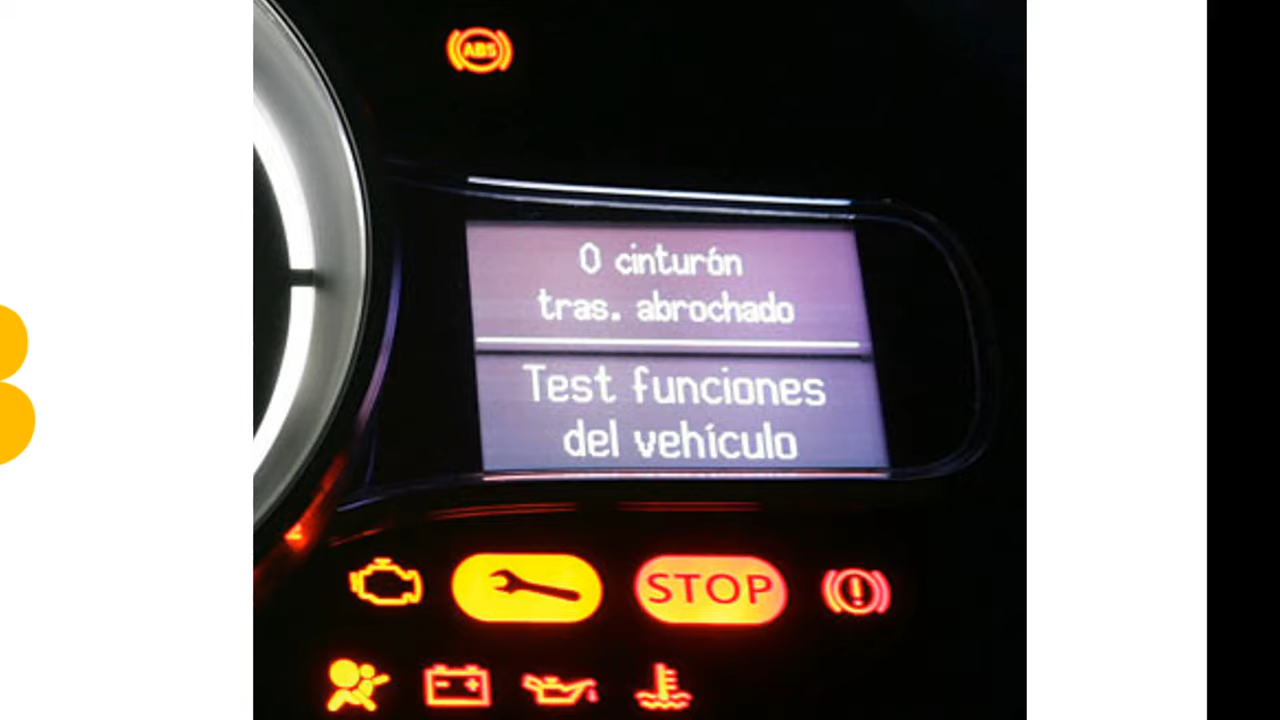 ABS
0 cinturón
tras. abrochado
Test funciones
del vehículo
STOP